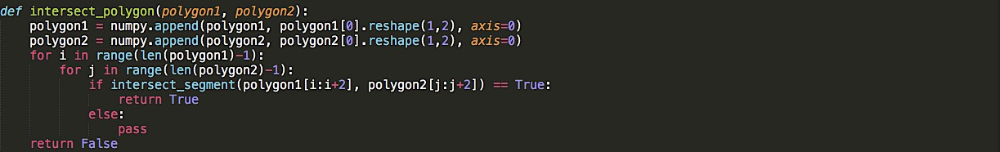 def intersect_polygon(polygon1, polygon2):
    polygon1 = numpy.append(polygon1, polygon1[0].reshape(1,2), axis=0)
    polygon2 = numpy.append(polygon2, polygon2[0].reshape(1,2), axis=0)
    for i in range(len(polygon1)-1):
        for j in range(len(polygon2)-1):
            if intersect_segment(polygon1[i:i+2], polygon2[j:j+2]) == True:
                return True
            else:
                pass
    return False